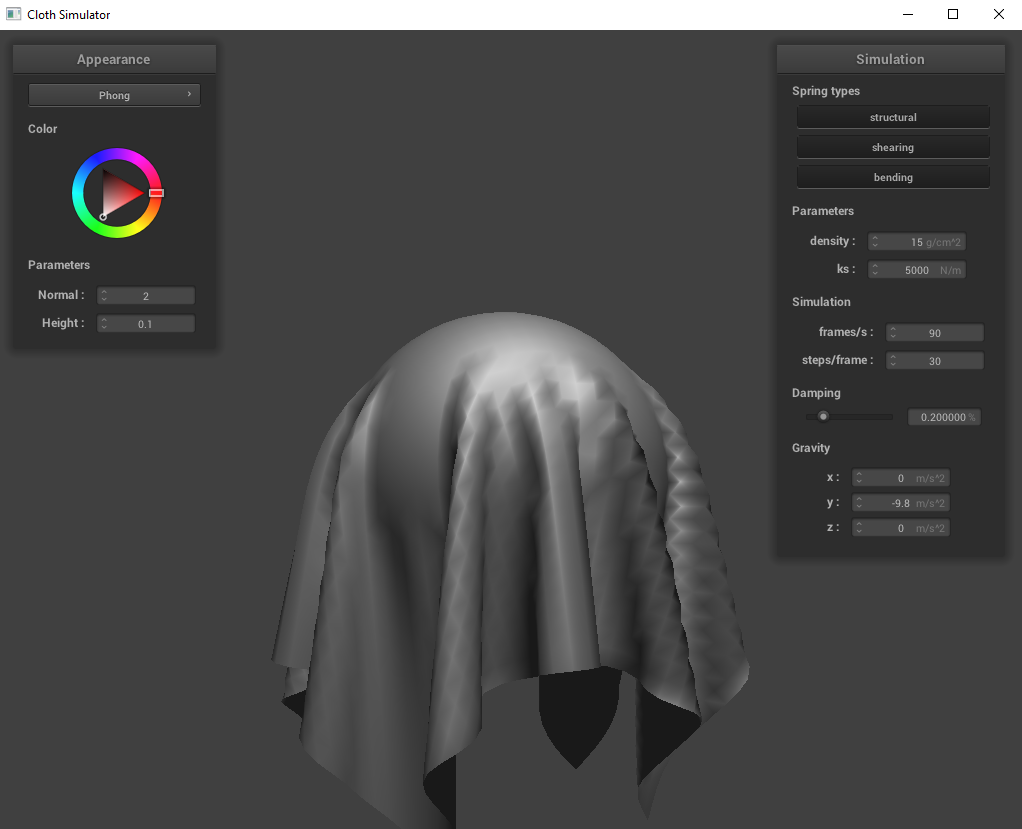 Cloth Simulator
Appearance
Phong ›
Color
Parameters
Normal : 2
Height : 0.1
Simulation
Spring types
structural
shearing
bending
Parameters
density : 15 g/cm^2
ks : 5000 N/m
Simulation
frames/s : 90
steps/frame : 30
Damping
0.200000 %
Gravity
x : 0 m/s^2
y : -9.8 m/s^2
z : 0 m/s^2